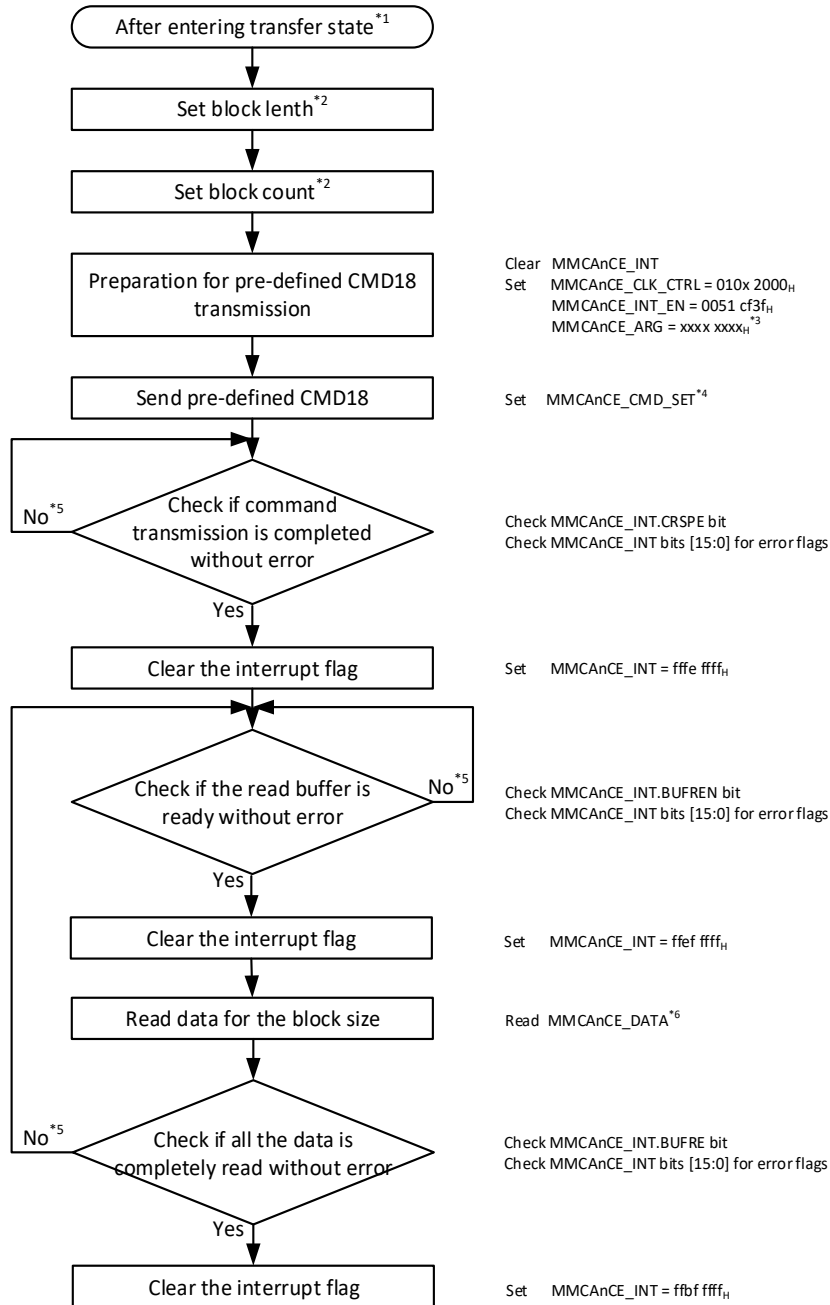 After entering transfer state*1
Set block lenth*2
Set block count*2
Preparation for pre-defined CMD18
transmission
Clear MMCAnCE_INT
Set MMCAnCE_CLK_CTRL = 010x 2000H
MMCAnCE_INT_EN = 0051 cf3fH
MMCAnCE_ARG = xxxx xxxxH*3
Send pre-defined CMD18
Set MMCAnCE_CMD_SET*4
No*5
Check if command
transmission is completed
without error
Check MMCAnCE_INT.CRSPE bit
Check MMCAnCE_INT bits [15:0] for error flags
Yes
Clear the interrupt flag
Set MMCAnCE_INT = fffe ffffH
Check if the read buffer is
ready without error
No*5
Check MMCAnCE_INT.BUFREN bit
Check MMCAnCE_INT bits [15:0] for error flags
Yes
Clear the interrupt flag
Set MMCAnCE_INT = ffef ffffH
Read data for the block size
Read MMCAnCE_DATA*6
No*5
Check if all the data is
completely read without error
Check MMCAnCE_INT.BUFRE bit
Check MMCAnCE_INT bits [15:0] for error flags
Yes
Clear the interrupt flag
Set MMCAnCE_INT = ffbf ffffH